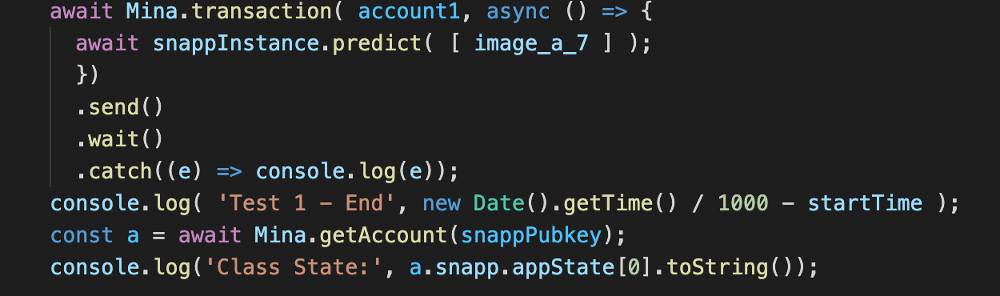 await Mina.transaction( account1, async () => {
await snappInstance.predict( [ image_a_7 ] );
})
.send()
.wait()
.catch((e) => console.log(e));
console.log( 'Test 1 – End', new Date().getTime() / 1000 - startTime );
const a = await Mina.getAccount(snappPubkey);
console.log('Class State:', a.snapp.appState[0].toString());